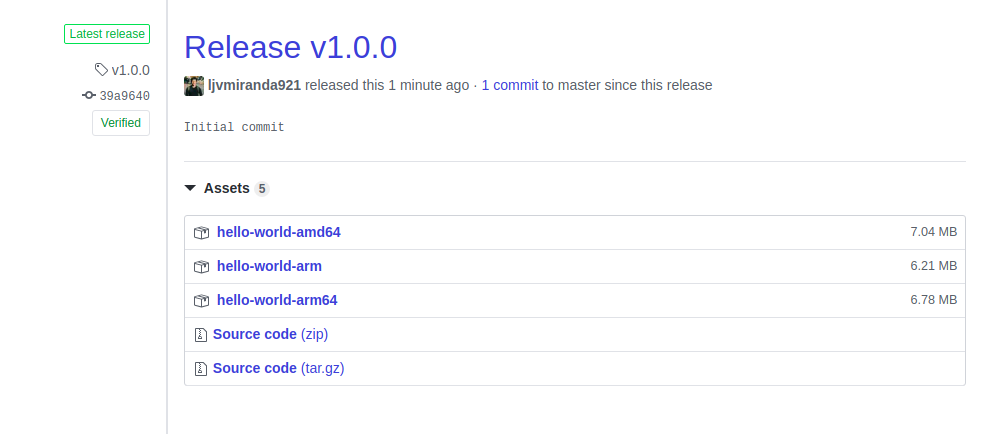 Latest release
v1.0.0
39a9640
Verified
Release v1.0.0
ljvmiranda921 released this 1 minute ago · 1 commit to master since this release
Initial commit
Assets 5
hello-world-amd64 7.04 MB
hello-world-arm 6.21 MB
hello-world-arm64 6.78 MB
Source code (zip)
Source code (tar.gz)